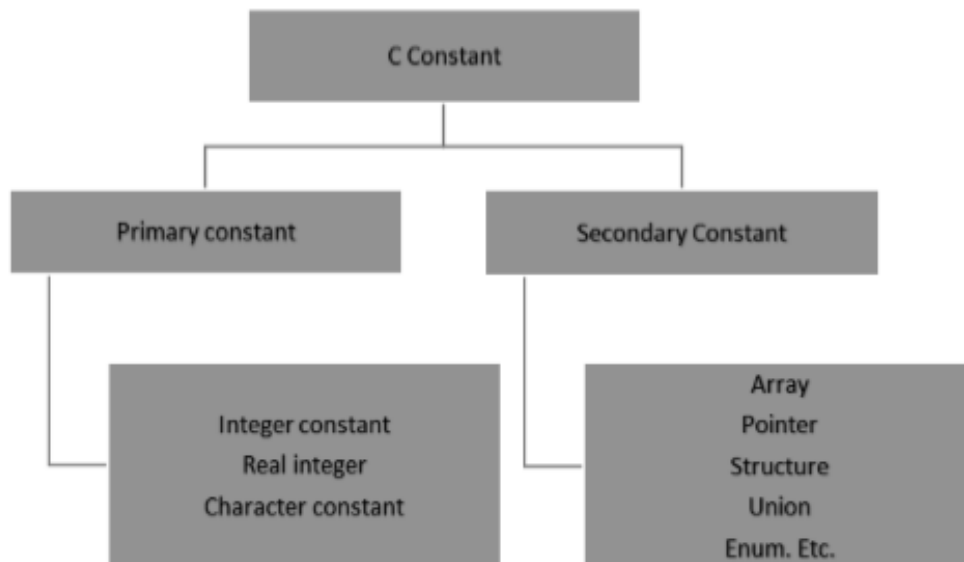 C Constant
Primary constant
Secondary Constant
Integer constant
Real integer
Character constant
Array
Pointer
Structure
Union
Enum. Etc.